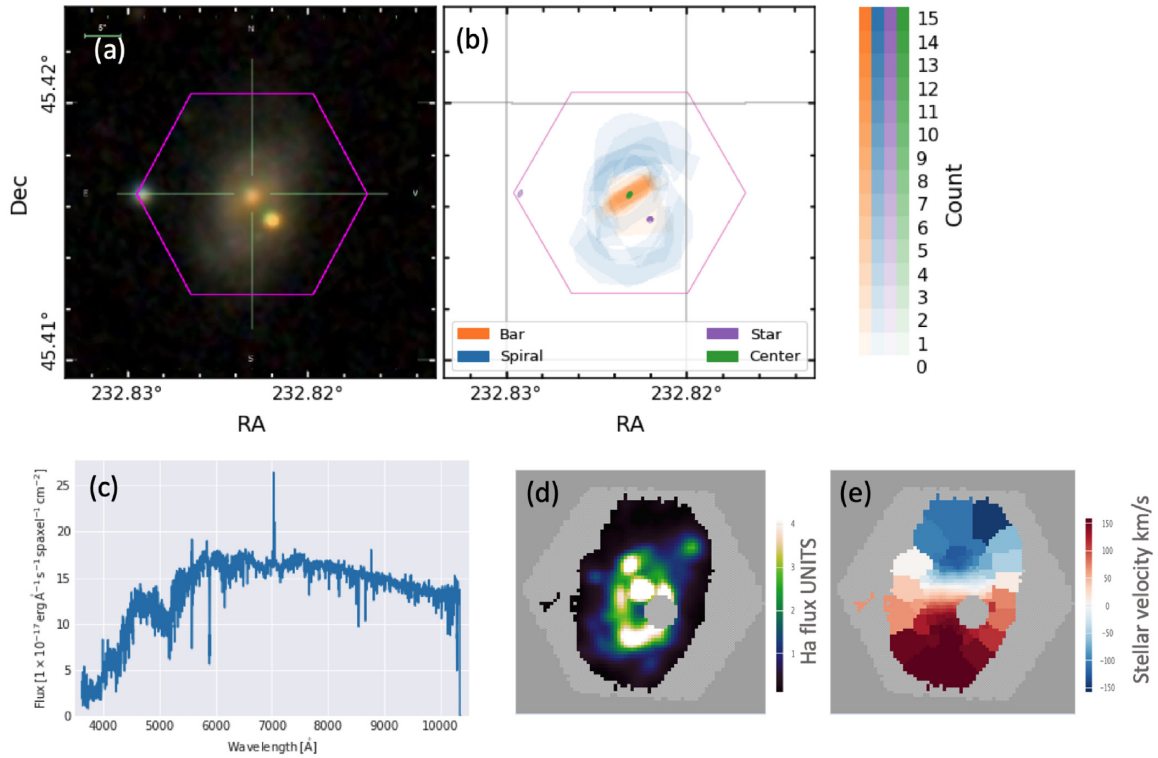 (a)
5"
N
E
W
S
45.42°
45.41°
Dec
232.83°
232.82°
RA
(b)
Bar
Spiral
Star
Center
232.83°
232.82°
RA
15
14
13
12
11
10
9
8
7
6
5
4
3
2
1
0
Count
(c)
25
20
15
10
5
0
Flux [1 x 10⁻¹⁷ erg Å⁻¹ s⁻¹ spaxel⁻¹ cm⁻²]
4000
5000
6000
7000
8000
9000
10000
Wavelength [Å]
(d)
4
3
2
1
Ha flux UNITS
(e)
150
100
50
0
−50
−100
−150
Stellar velocity km/s